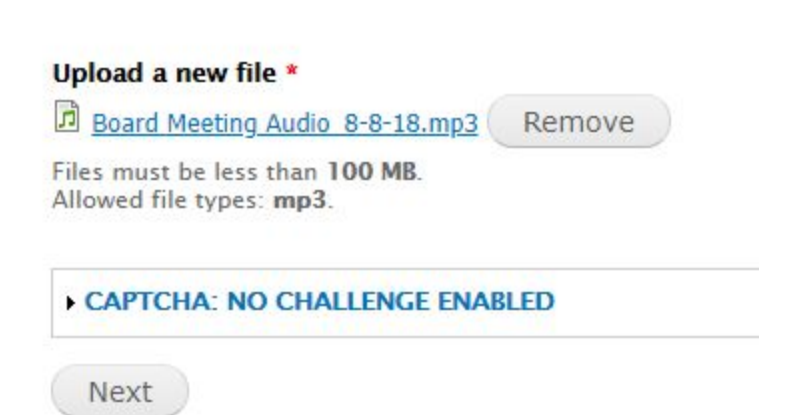 Upload a new file *
Board Meeting Audio 8-8-18.mp3 Remove
Files must be less than 100 MB.
Allowed file types: mp3.
CAPTCHA: NO CHALLENGE ENABLED
Next